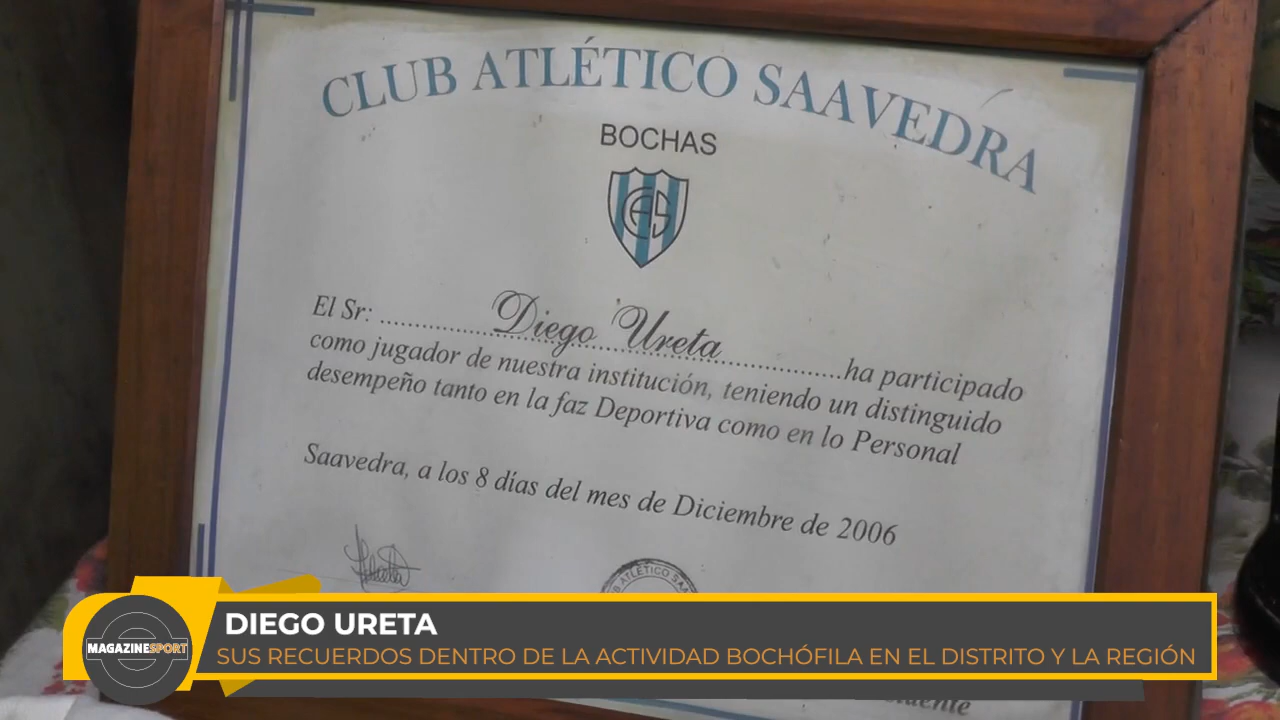 CLUB ATLÉTICO SAAVEDRA
BOCHAS
CAS
El Sr: ........ Diego Ureta ........ ha participado
como jugador de nuestra institución, teniendo un distinguido
desempeño tanto en la faz Deportiva como en lo Personal
Saavedra, a los 8 días del mes de Diciembre de 2006
ATLÉTICO
DIEGO URETA
MAGAZINESPORT
SUS RECUERDOS DENTRO DE LA ACTIVIDAD BOCHÓFILA EN EL DISTRITO Y LA REGIÓN